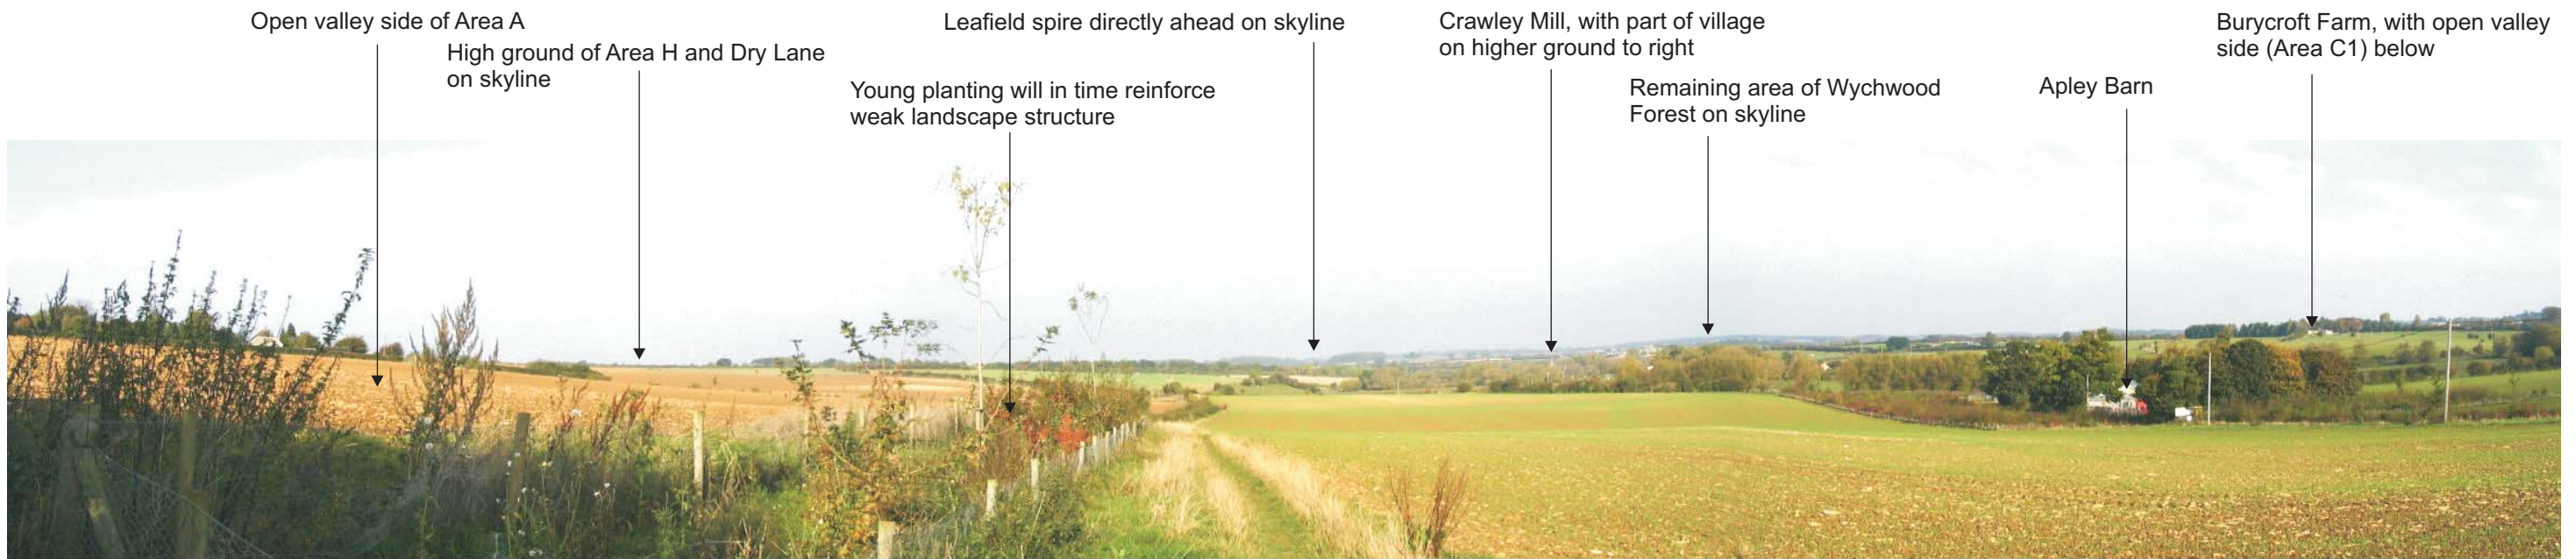 Open valley side of Area A
High ground of Area H and Dry Lane
on skyline
Young planting will in time reinforce
weak landscape structure
Leafield spire directly ahead on skyline
Crawley Mill, with part of village
on higher ground to right
Remaining area of Wychwood
Forest on skyline
Apley Barn
Burycroft Farm, with open valley
side (Area C1) below